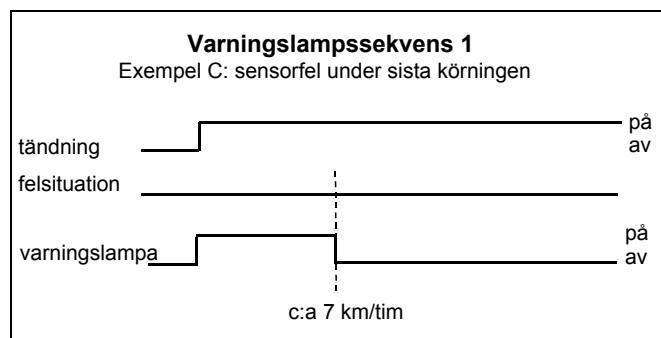 Varningslampssekvens 1
Exempel C: sensorfel under sista körningen
på
tändning
av
felsituation
på
varningslampa
av
c:a 7 km/tim